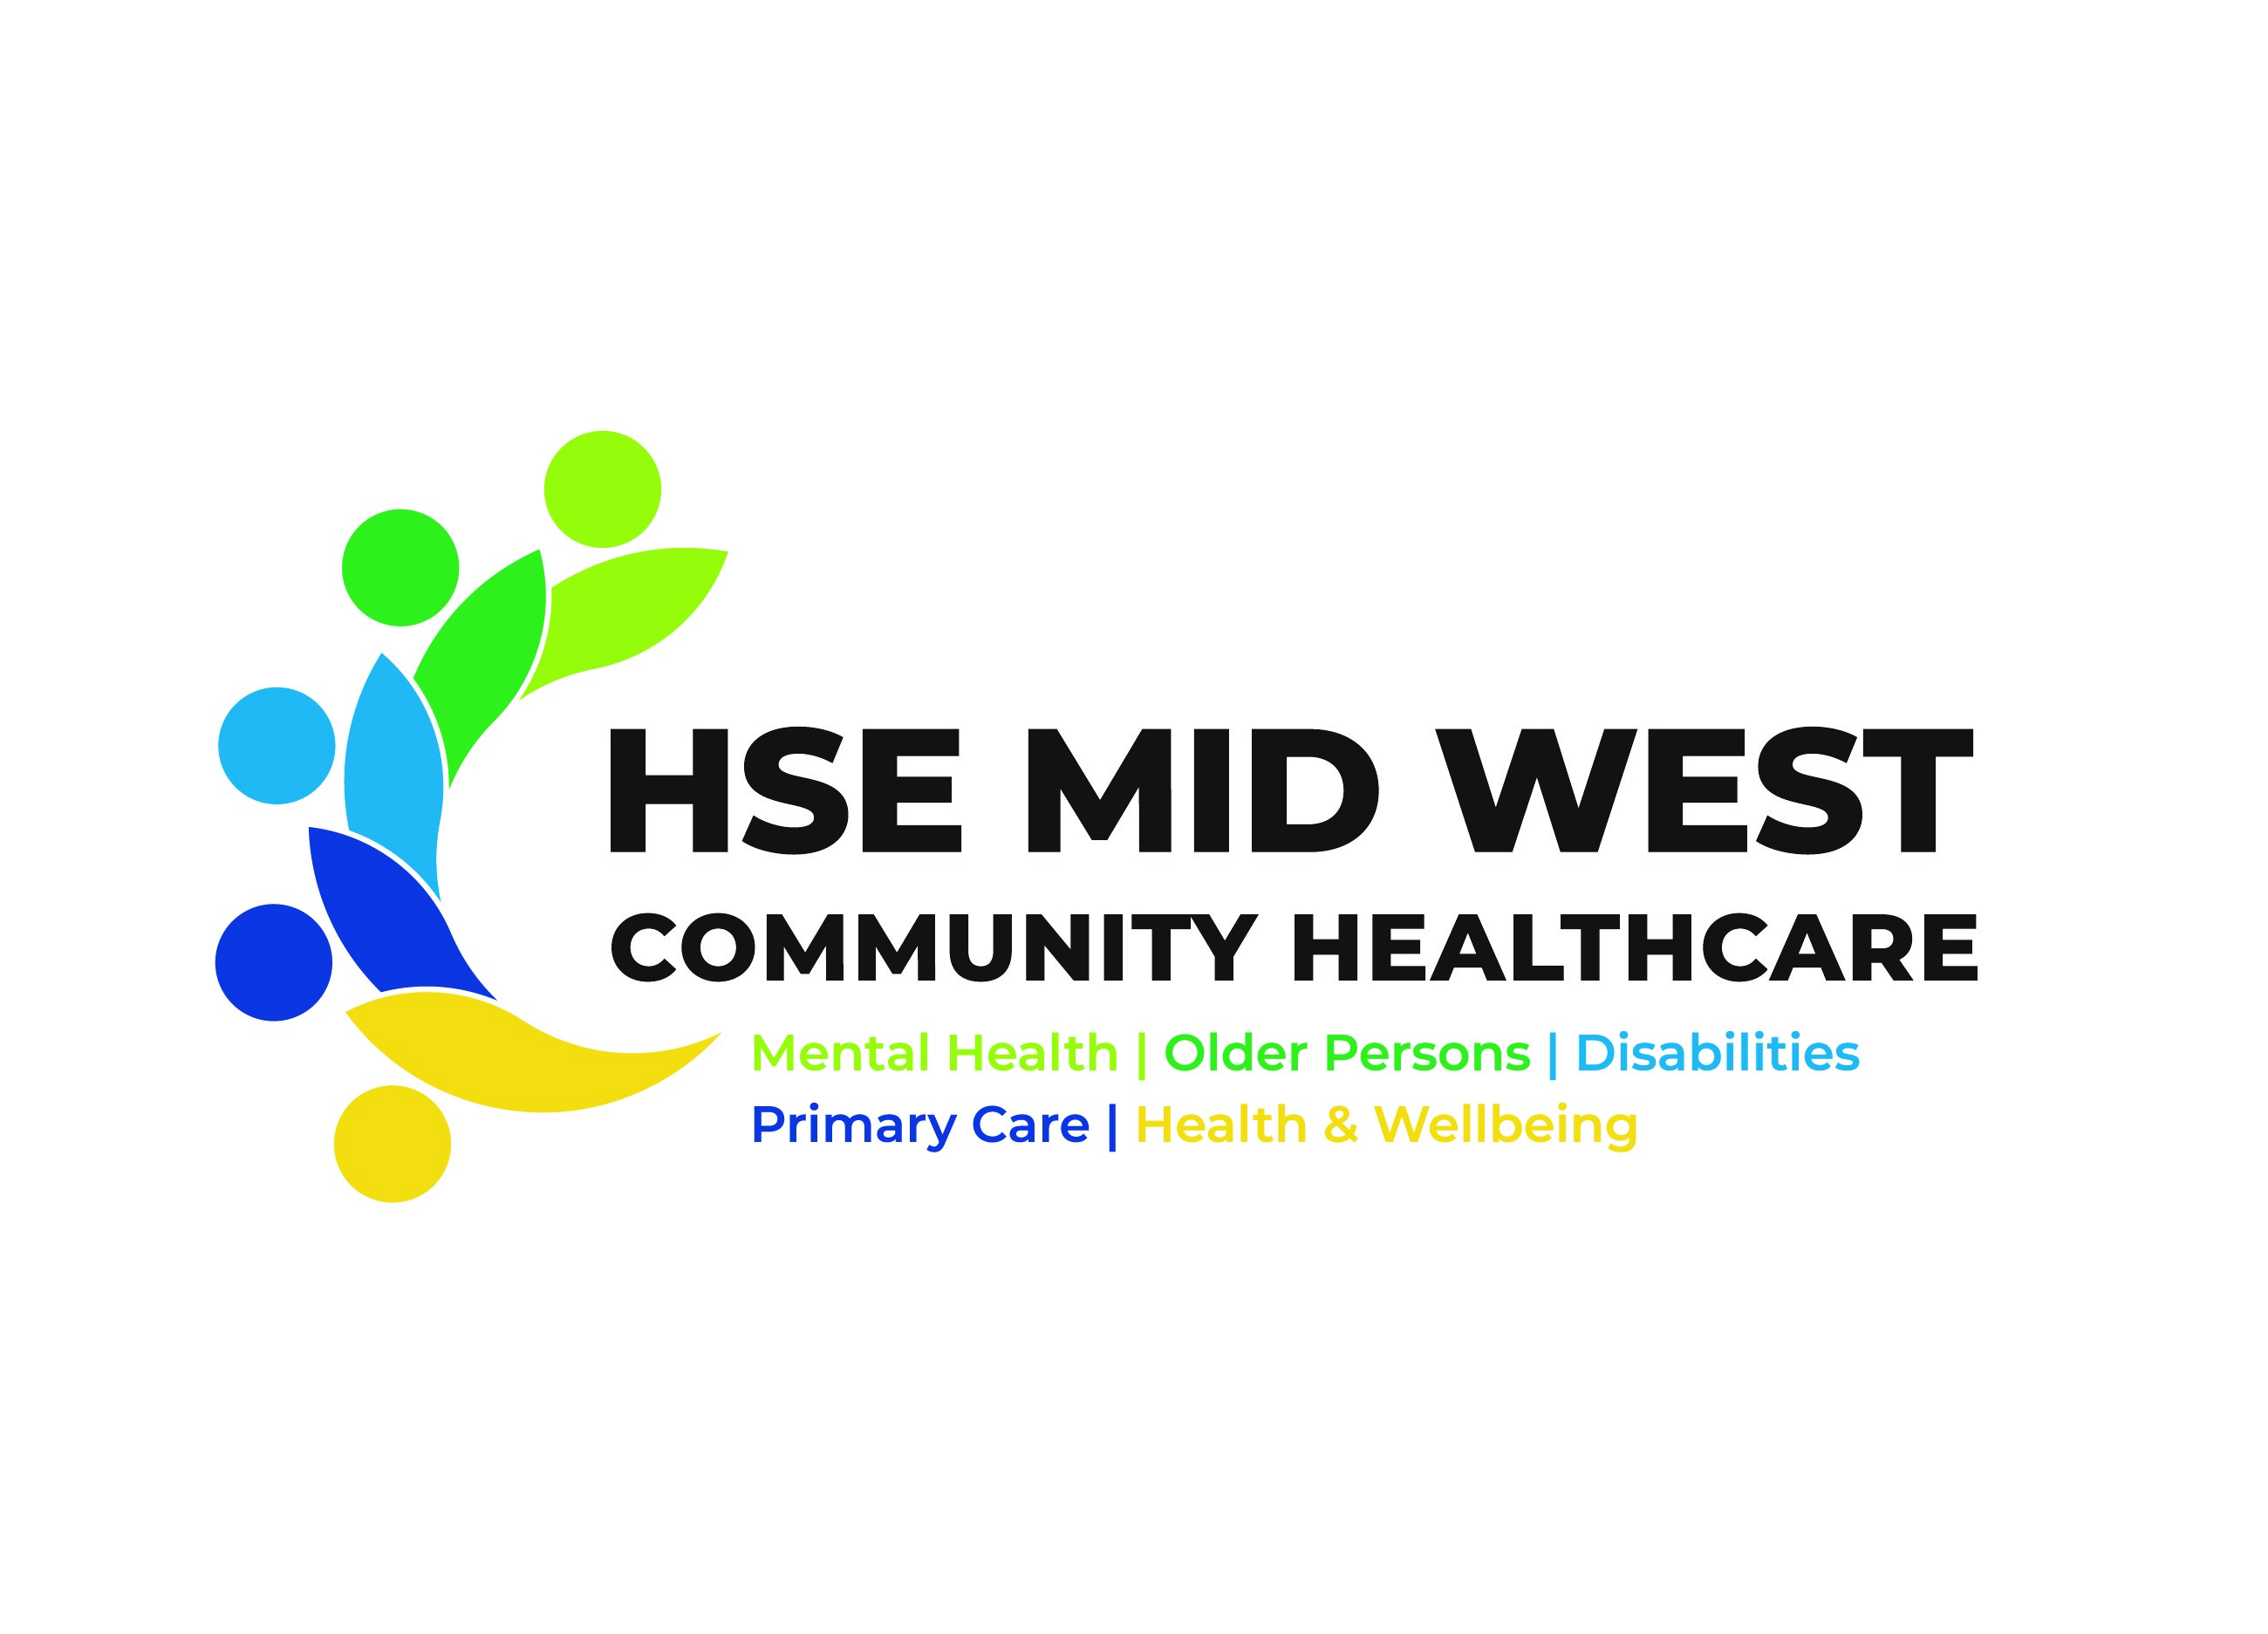 HSE MID WEST
COMMUNITY HEALTHCARE
Mental Health | Older Persons | Disabilities
Primary Care | Health & Wellbeing